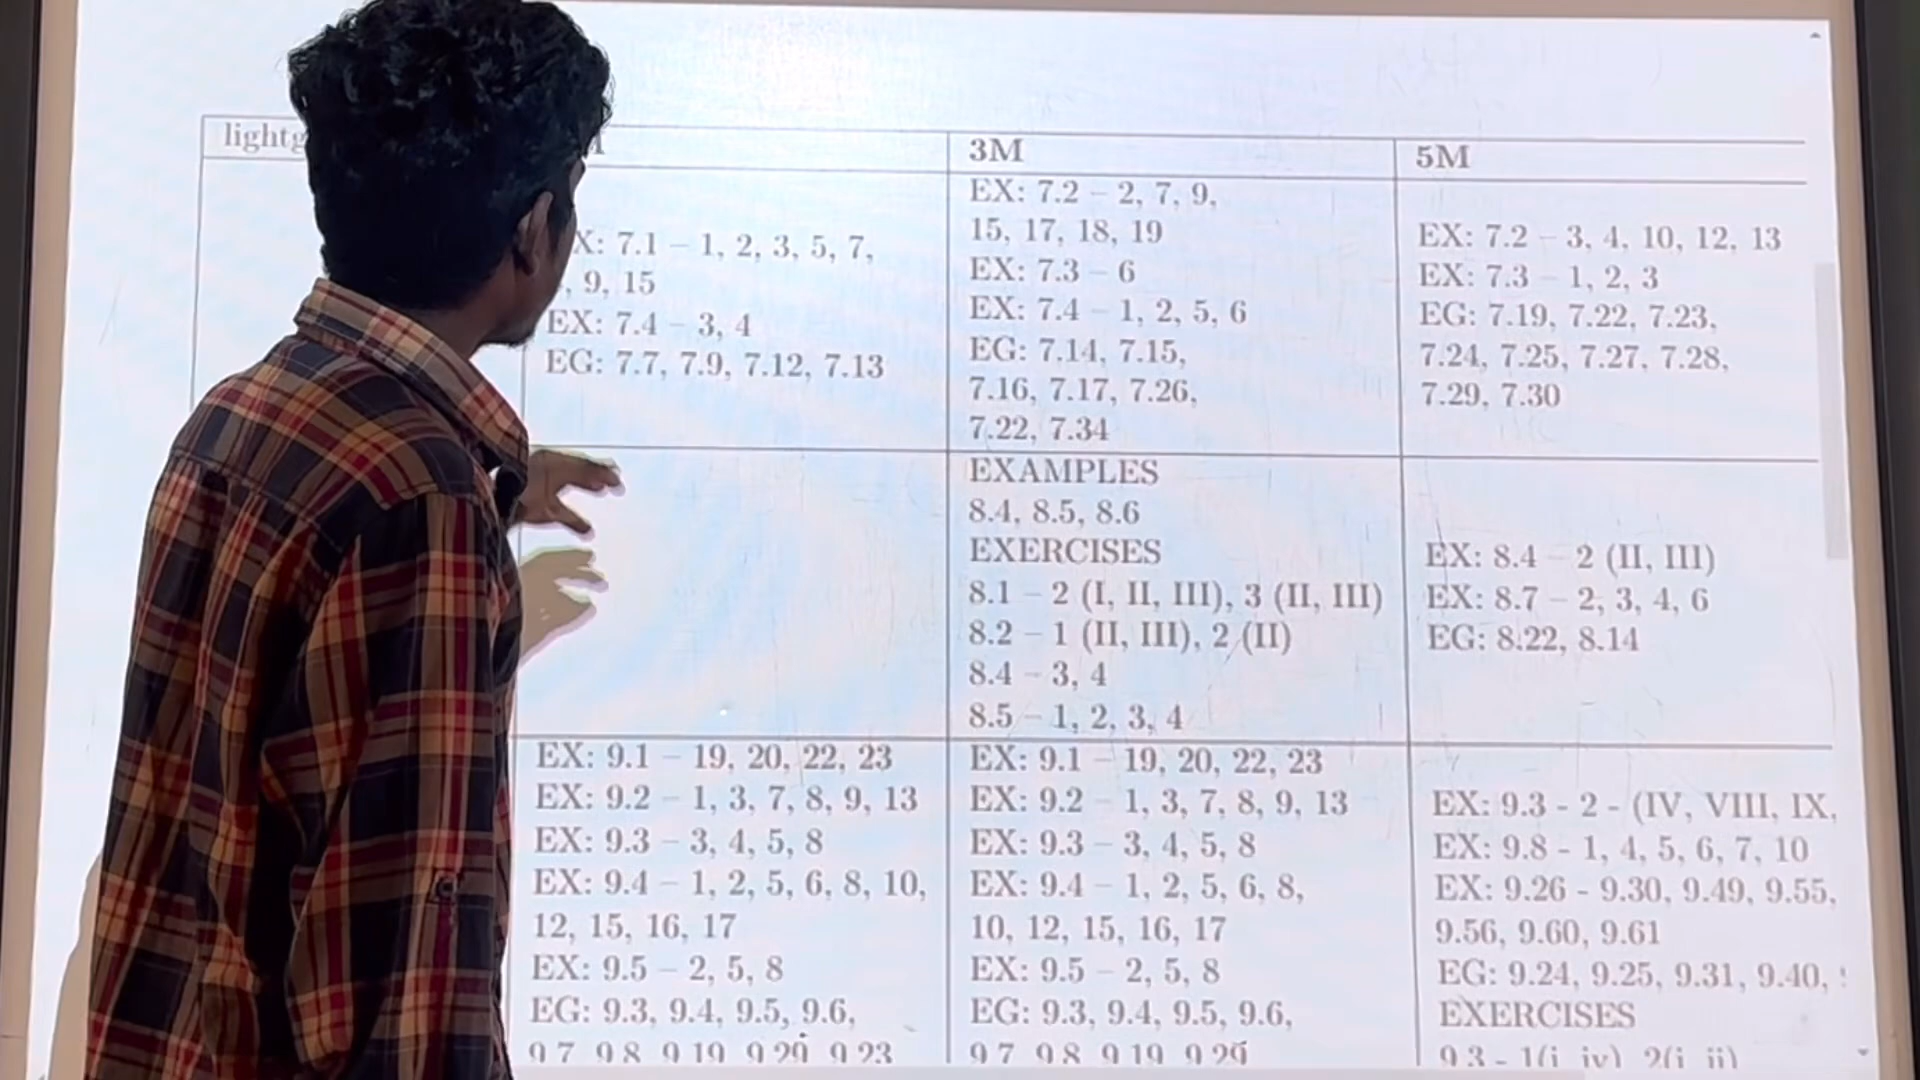 3M
5M
7.1 – 1, 2, 3, 5, 7,
9, 15
EX: 7.4 – 3, 4
EG: 7.7, 7.9, 7.12, 7.13
EX: 7.2 – 2, 7, 9,
15, 17, 18, 19
EX: 7.3 – 6
EX: 7.4 – 1, 2, 5, 6
EG: 7.14, 7.15,
7.16, 7.17, 7.26,
7.22, 7.34
EX: 7.2 – 3, 4, 10, 12, 13
EX: 7.3 – 1, 2, 3
EG: 7.19, 7.22, 7.23,
7.24, 7.25, 7.27, 7.28,
7.29, 7.30
EXAMPLES
8.4, 8.5, 8.6
EXERCISES
8.1 – 2 (I, II, III), 3 (II, III)
8.2 – 1 (II, III), 2 (II)
8.4 – 3, 4
8.5 – 1, 2, 3, 4
EX: 8.4 – 2 (II, III)
EX: 8.7 – 2, 3, 4, 6
EG: 8.22, 8.14
EX: 9.1 – 19, 20, 22, 23
EX: 9.2 – 1, 3, 7, 8, 9, 13
EX: 9.3 – 3, 4, 5, 8
EX: 9.4 – 1, 2, 5, 6, 8, 10,
12, 15, 16, 17
EX: 9.5 – 2, 5, 8
EG: 9.3, 9.4, 9.5, 9.6,
EX: 9.1 – 19, 20, 22, 23
EX: 9.2 – 1, 3, 7, 8, 9, 13
EX: 9.3 – 3, 4, 5, 8
EX: 9.4 – 1, 2, 5, 6, 8,
10, 12, 15, 16, 17
EX: 9.5 – 2, 5, 8
EG: 9.3, 9.4, 9.5, 9.6,
EX: 9.3 - 2 - (IV, VIII, IX,
EX: 9.8 - 1, 4, 5, 6, 7, 10
EX: 9.26 - 9.30, 9.49, 9.55,
9.56, 9.60, 9.61
EG: 9.24, 9.25, 9.31, 9.40,
EXERCISES